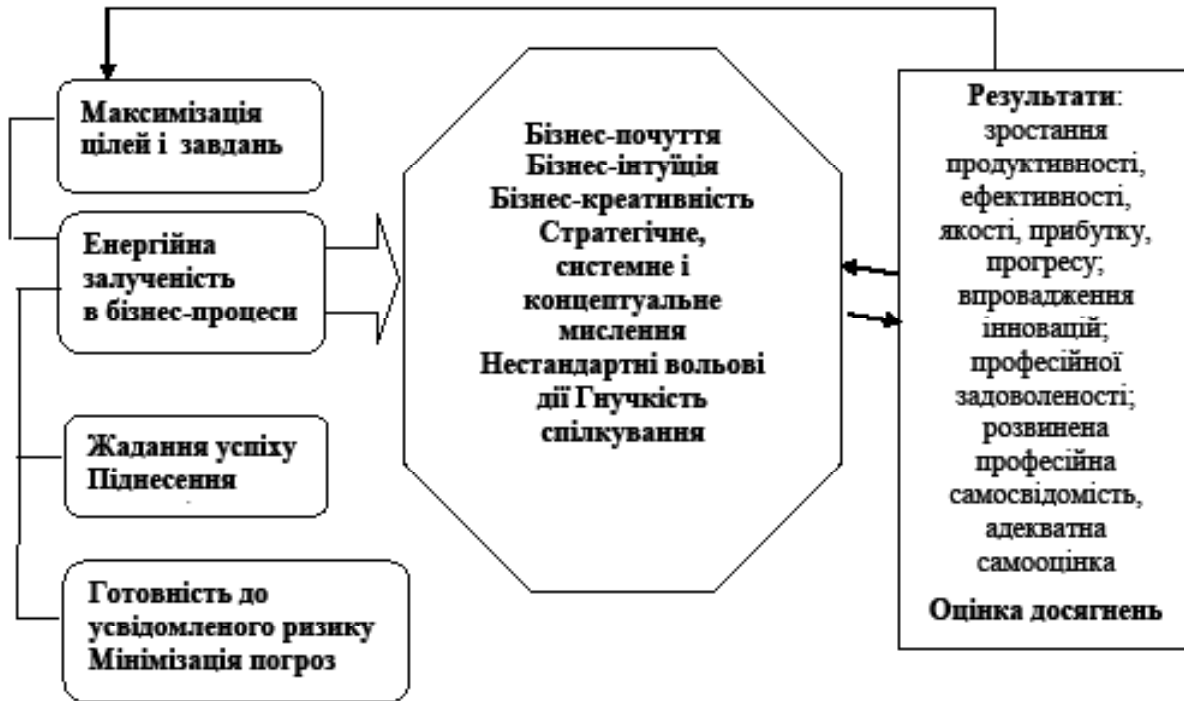 Максимізація
цілей і завдань
Енергійна
залученість
в бізнес-процеси
Жадання успіху
Піднесення
Готовність до
усвідомленого ризику
Мінімізація погроз
Бізнес-почуття
Бізнес-інтуїція
Бізнес-креативність
Стратегічне,
системне і
концептуальне
мислення
Нестандартні вольові
дії Гнучкість
спілкування
Результати:
зростання
продуктивності,
ефективності,
якості, прибутку,
прогресу;
впровадження
інновацій;
професійної
задоволеності;
розвинена
професійна
самосвідомість,
адекватна
самооцінка
Оцінка досягнень